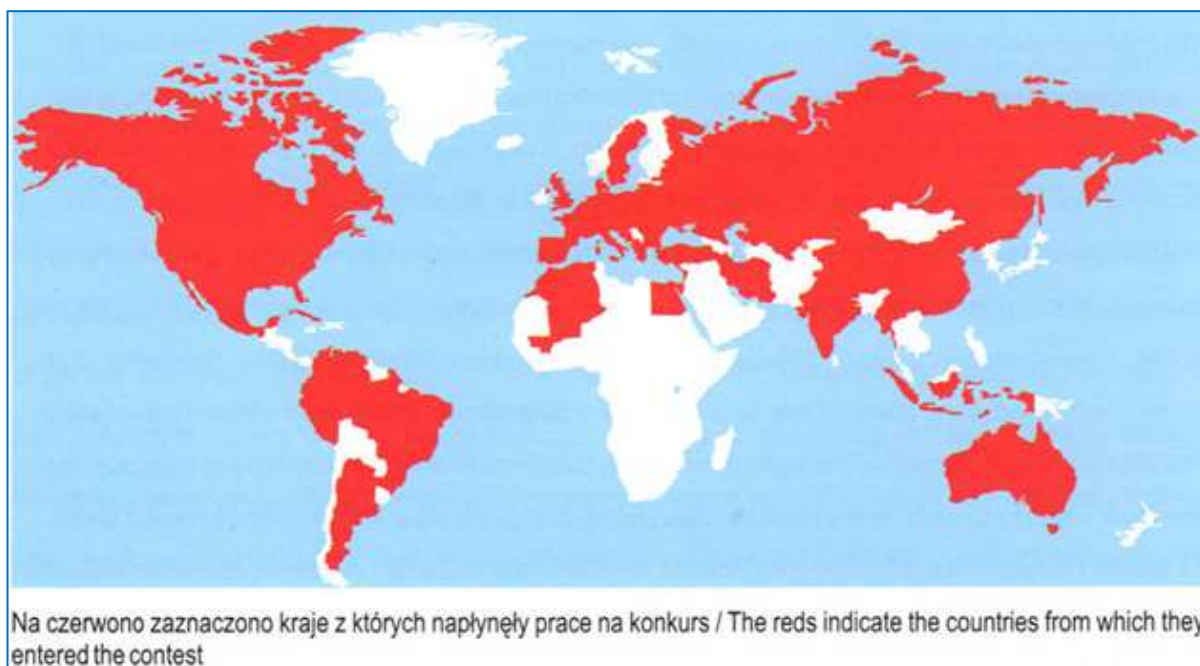 Na czerwono zaznaczono kraje z których napłynęły prace na konkurs / The reds indicate the countries from which they
entered the contest